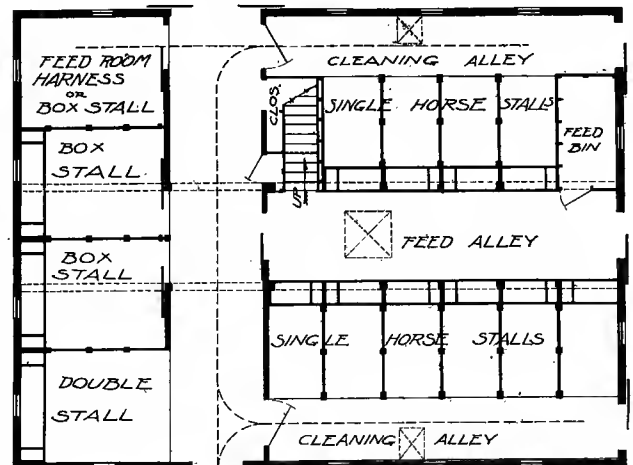 FEED ROOM
HARNESS
OR
BOX STALL
BOX
STALL
BOX
STALL
DOUBLE
STALL
CLEANING ALLEY
CLOS.
SINGLE HORSE STALLS
FEED
BIN
UP
FEED ALLEY
SINGLE HORSE STALLS
CLEANING ALLEY